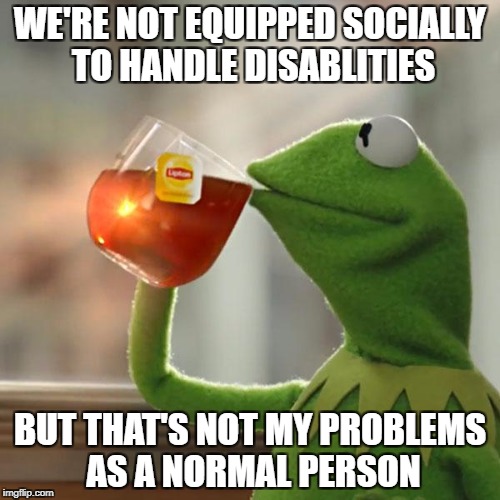 WE'RE NOT EQUIPPED SOCIALLY
TO HANDLE DISABLITIES
Lipton
BUT THAT'S NOT MY PROBLEMS
AS A NORMAL PERSON
imgflip.com